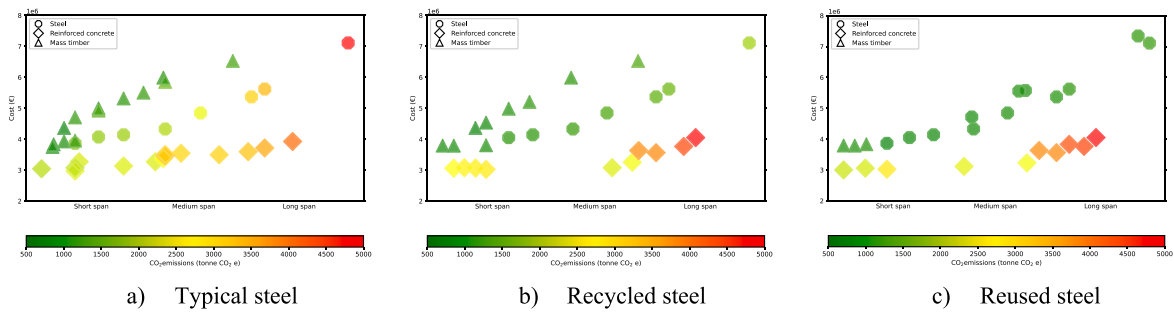 1e6
8
7
6
5
4
3
2
Cost (€)
Steel
Reinforced concrete
Mass timber
Short span
Medium span
Long span
500 1000 1500 2000 2500 3000 3500 4000 4500 5000
CO₂emissions (tonne CO₂ e)
a) Typical steel
1e6
8
7
6
5
4
3
2
Cost (€)
Steel
Reinforced concrete
Mass timber
Short span
Medium span
Long span
500 1000 1500 2000 2500 3000 3500 4000 4500 5000
CO₂emissions (tonne CO₂ e)
b) Recycled steel
1e6
8
7
6
5
4
3
2
Cost (€)
Steel
Reinforced concrete
Mass timber
Short span
Medium span
Long span
500 1000 1500 2000 2500 3000 3500 4000 4500 5000
CO₂emissions (tonne CO₂ e)
c) Reused steel